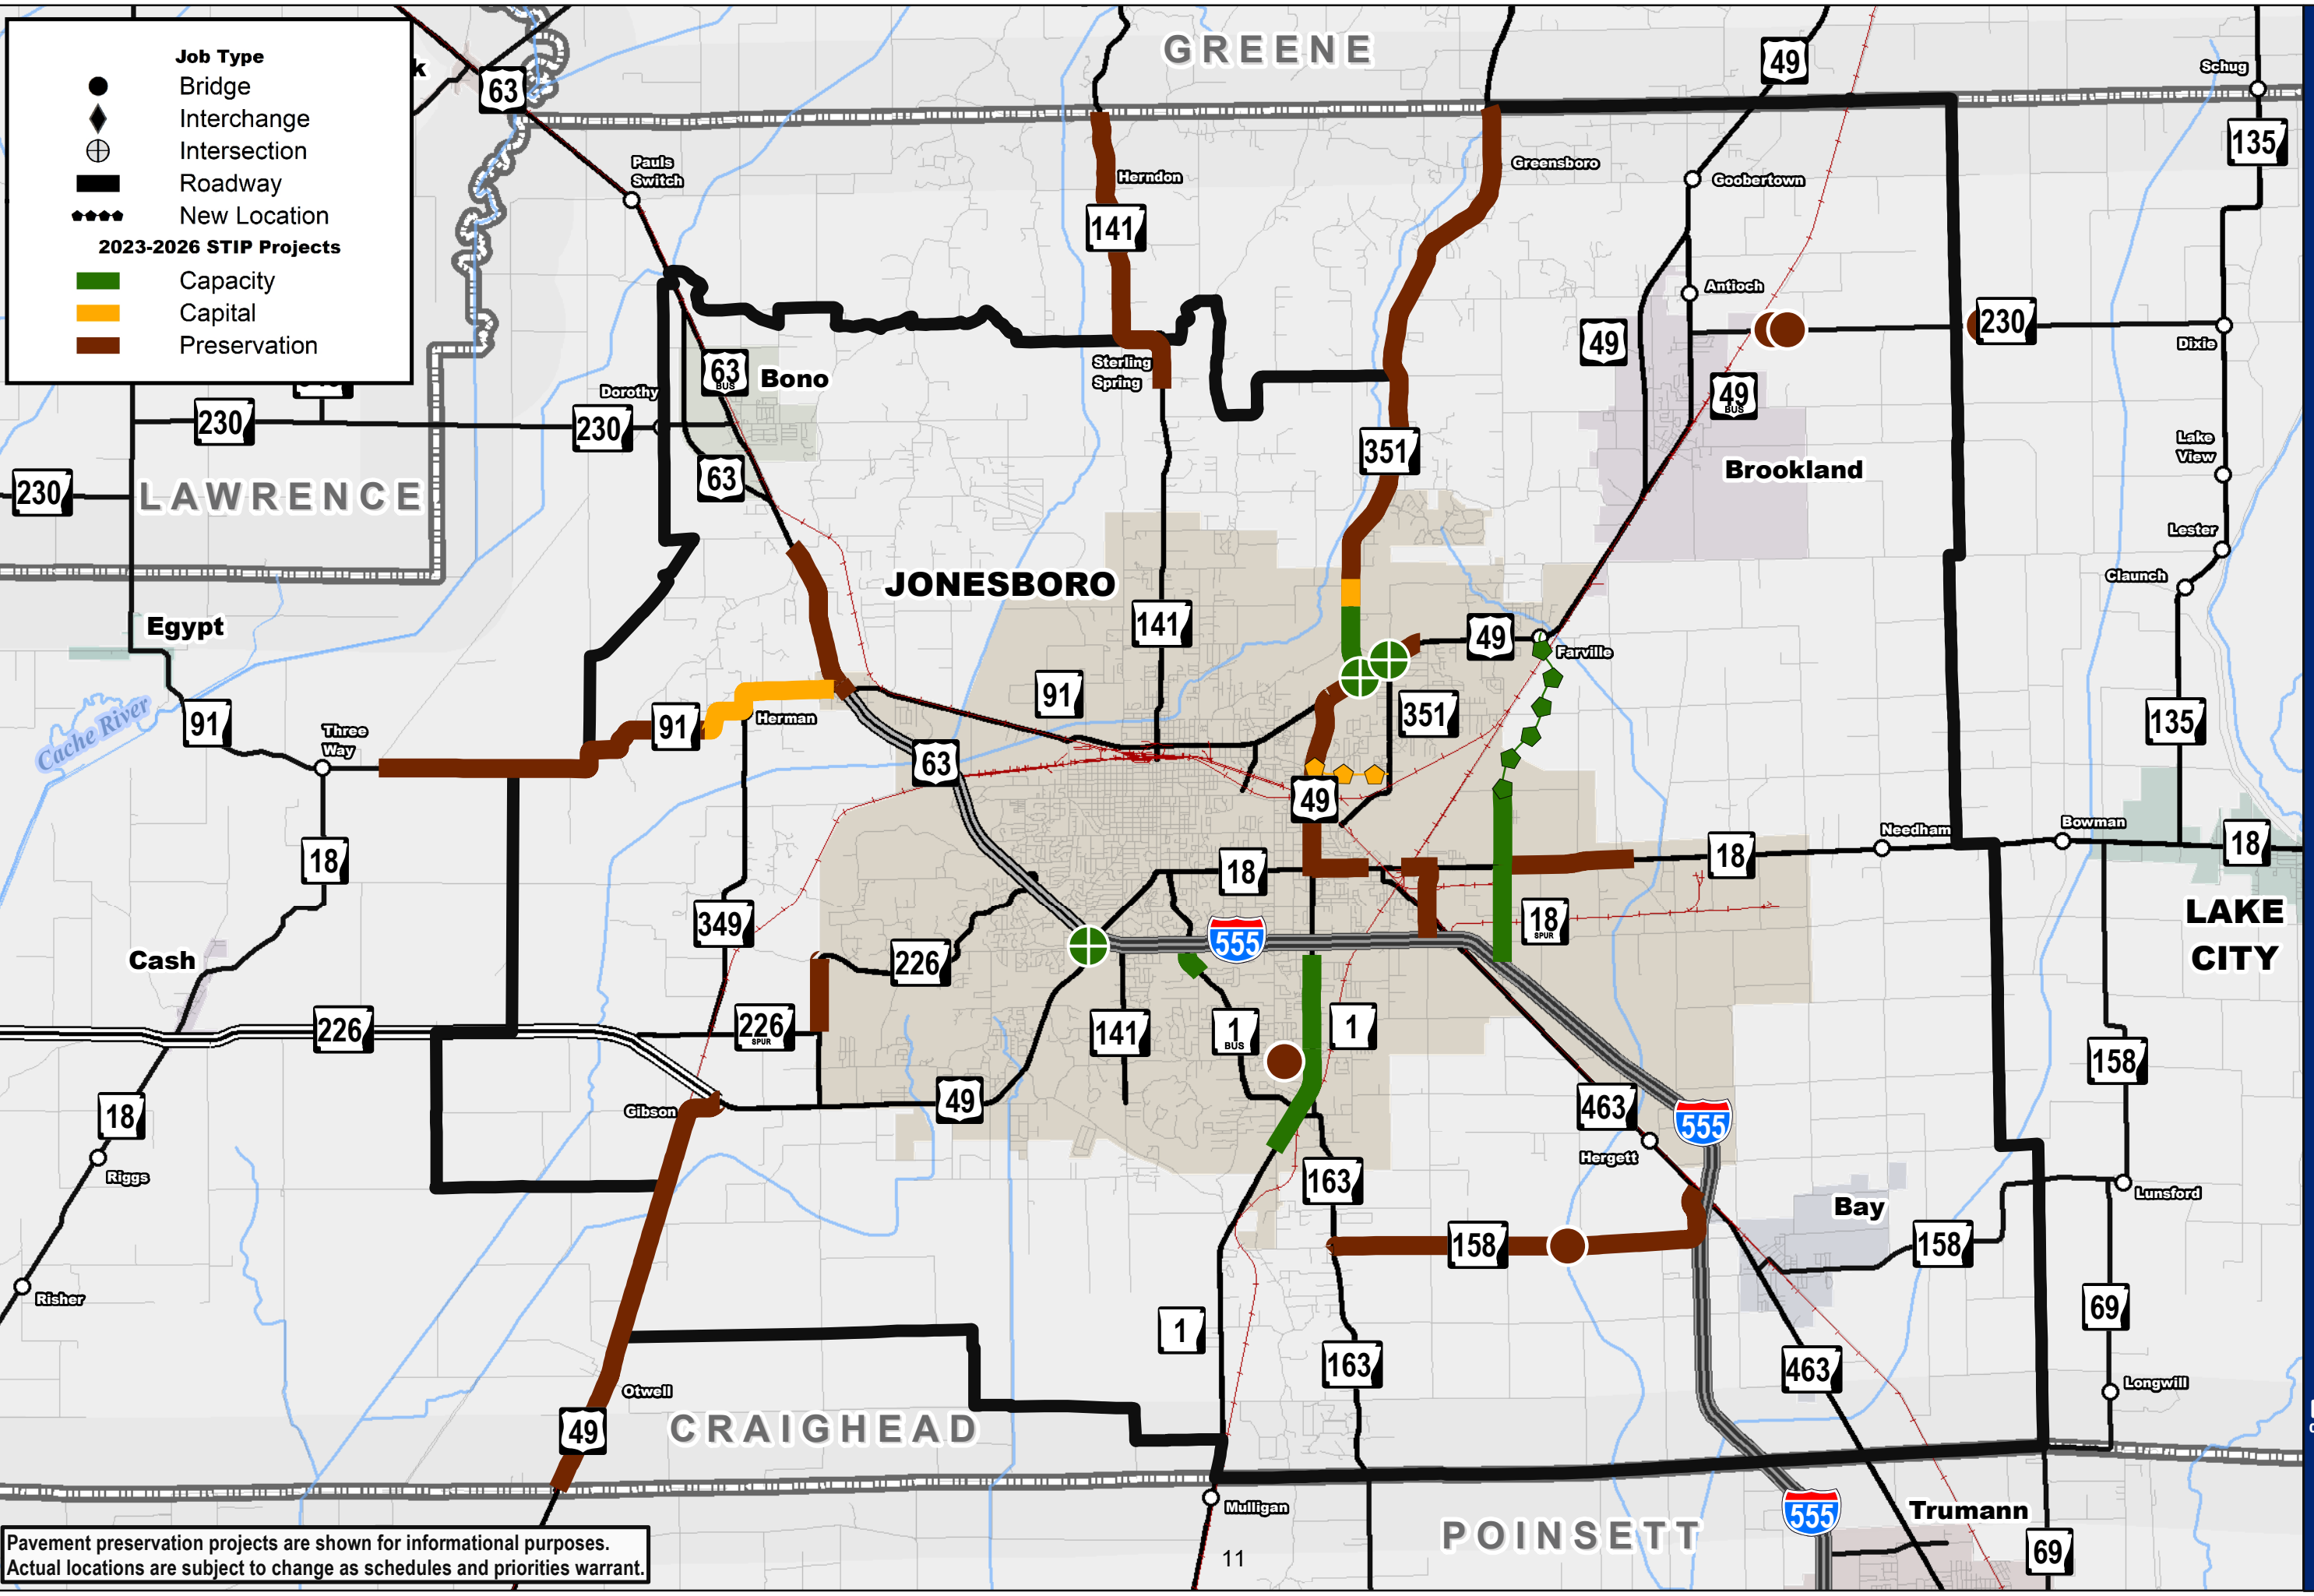 Job Type
Bridge
Interchange
Intersection
Roadway
New Location
2023-2026 STIP Projects
Capacity
Capital
Preservation
k
63
GREENE
49
Schug
135
Pauls
Switch
Herndon
141
Greensboro
Goobertown
Antioch
49
230
Dixie
63
BUS
Bono
Dorothy
Sterling
Spring
49
BUS
230
230
351
Brookland
Lake
View
63
230
LAWRENCE
Lester
Claunch
JONESBORO
Egypt
141
49
Farville
91
351
91
Herman
91
Cache River
Three
Way
135
63
49
Needham
Bowman
18
18
18
18
349
555
18
SPUR
LAKE
CITY
Cash
226
226
226
SPUR
141
1
BUS
1
158
18
Gibson
49
463
555
Hergett
Riggs
163
Bay
Lunsford
158
158
Risher
1
69
163
463
Otwell
Longwill
49
CRAIGHEAD
Mulligan
555
Trumann
POINSETT
69
Pavement preservation projects are shown for informational purposes.
Actual locations are subject to change as schedules and priorities warrant.
11